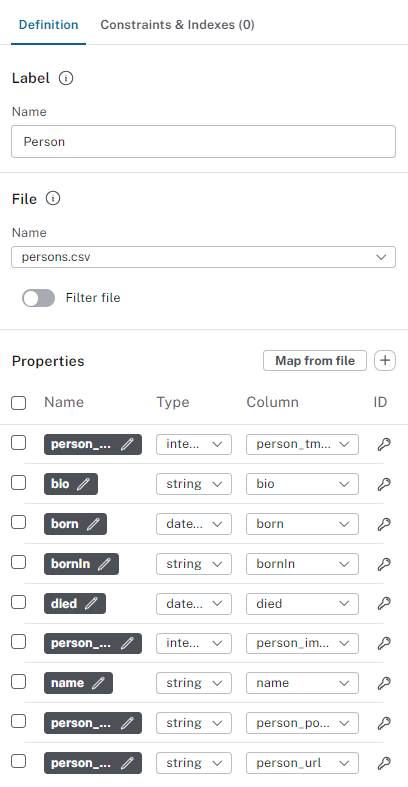 Definition Constraints & Indexes (0)
Label
Name
Person
File
Name
persons.csv
Filter file
Properties Map from file
Name Type Column ID
person_... inte... person_tm...
bio string bio
born date... born
bornIn string bornIn
died date... died
person_... inte... person_im...
name string name
person_... string person_po...
person_... string person_url